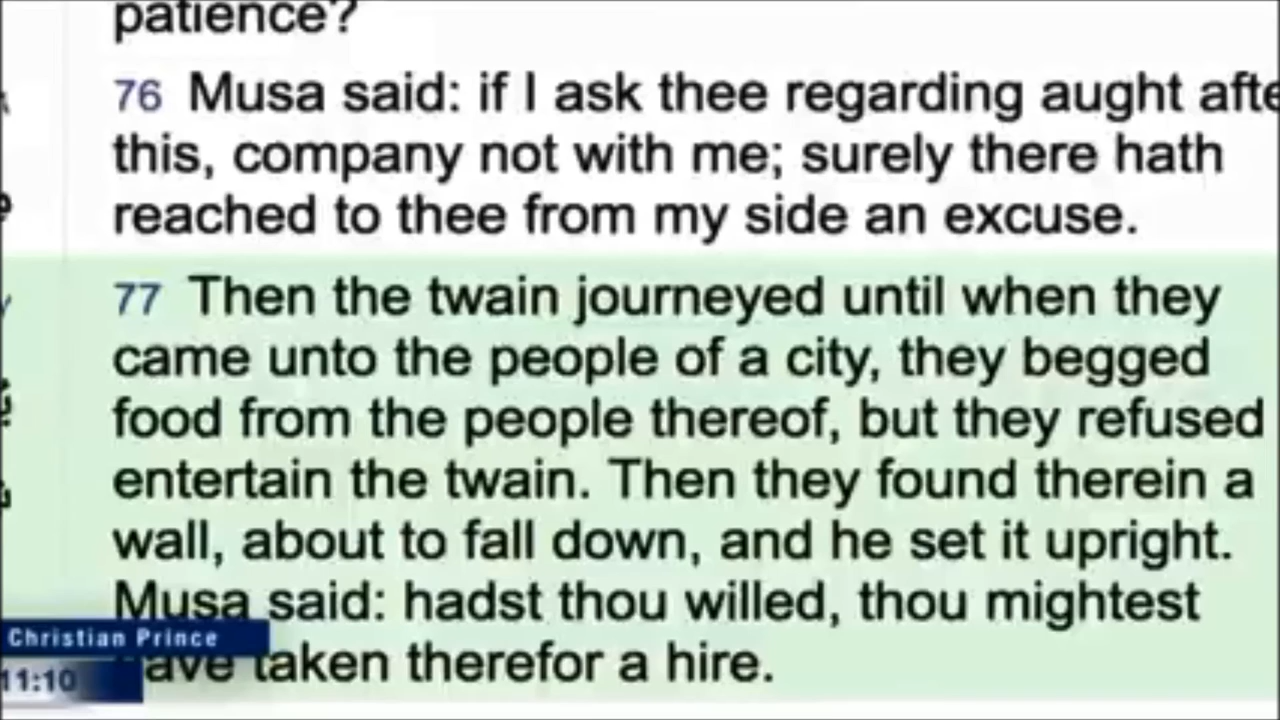 patience?
76 Musa said: if I ask thee regarding aught afte
this, company not with me; surely there hath
reached to thee from my side an excuse.
77 Then the twain journeyed until when they
came unto the people of a city, they begged
food from the people thereof, but they refused
entertain the twain. Then they found therein a
wall, about to fall down, and he set it upright.
Musa said: hadst thou willed, thou mightest
Christian Prince
ave taken therefor a hire.
11:10